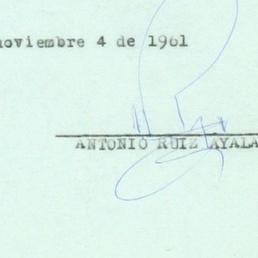 noviembre 4 de 1961
ANTONIO RUIZ AYALA